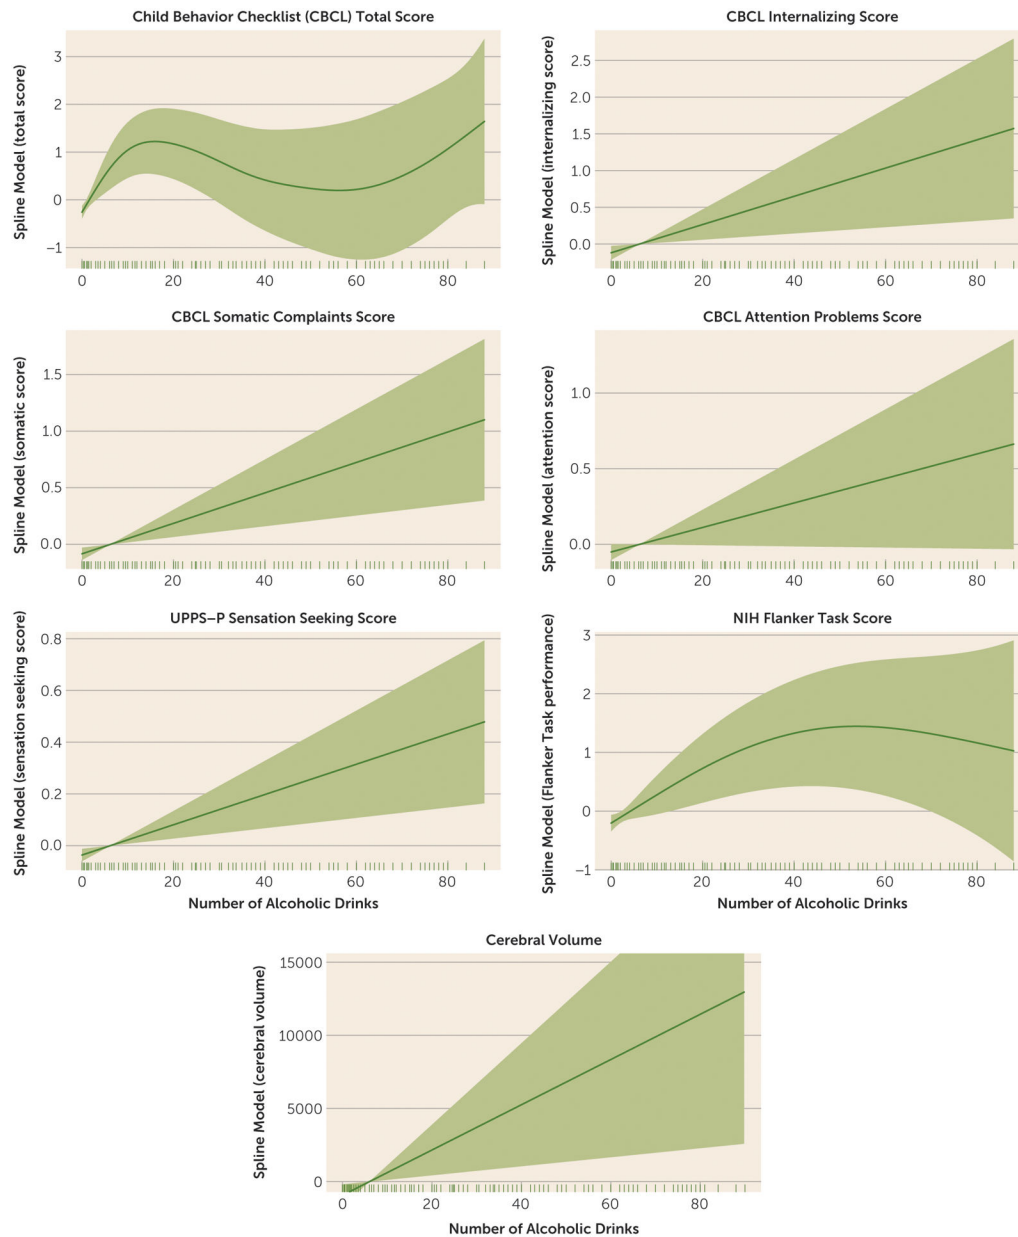 Child Behavior Checklist (CBCL) Total Score
Spline Model (total score)
3
2
1
0
−1
0 20 40 60 80
CBCL Internalizing Score
Spline Model (internalizing score)
2.5
2.0
1.5
1.0
0.5
0.0
0 20 40 60 80
CBCL Somatic Complaints Score
Spline Model (somatic score)
1.5
1.0
0.5
0.0
0 20 40 60 80
CBCL Attention Problems Score
Spline Model (attention score)
1.0
0.5
0.0
0 20 40 60 80
UPPS–P Sensation Seeking Score
Spline Model (sensation seeking score)
0.8
0.6
0.4
0.2
0.0
0 20 40 60 80
Number of Alcoholic Drinks
NIH Flanker Task Score
Spline Model (Flanker Task performance)
3
2
1
0
−1
0 20 40 60 80
Number of Alcoholic Drinks
Cerebral Volume
Spline Model (cerebral volume)
15000
10000
5000
0
0 20 40 60 80
Number of Alcoholic Drinks